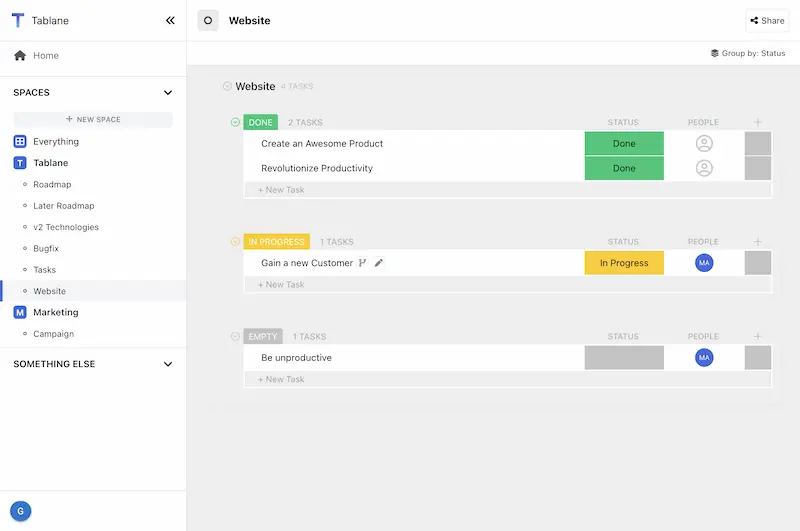 Tablane
Website
Share
Home
Group by: Status
SPACES
+ NEW SPACE
Everything
T Tablane
Roadmap
Later Roadmap
v2 Technologies
Bugfix
Tasks
Website
M Marketing
Campaign
SOMETHING ELSE
G
Website 4 TASKS
DONE 2 TASKS STATUS PEOPLE +
Create an Awesome Product Done
Revolutionize Productivity Done
+ New Task
IN PROGRESS 1 TASKS STATUS PEOPLE +
Gain a new Customer In Progress MA
+ New Task
EMPTY 1 TASKS STATUS PEOPLE +
Be unproductive MA
+ New Task